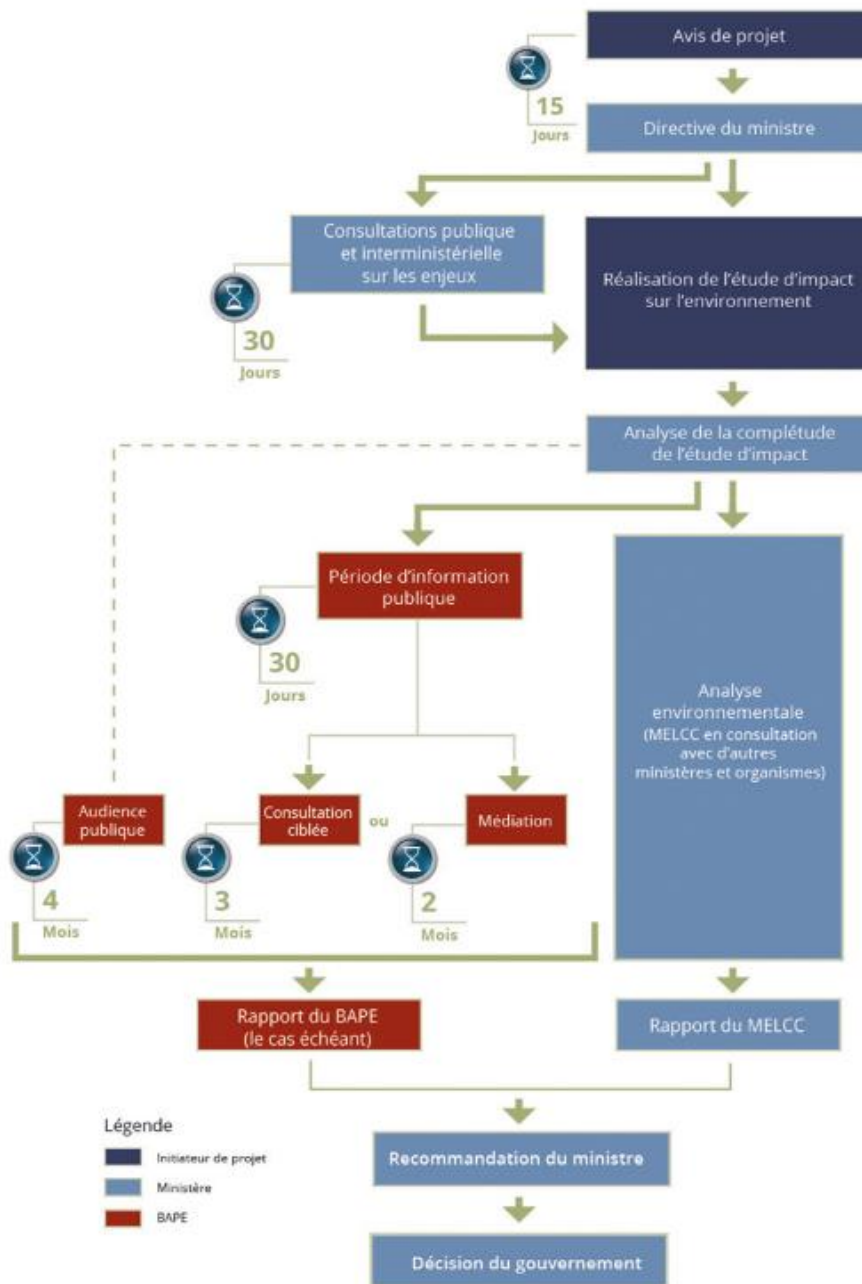 Avis de projet
15
Jours
Directive du ministre
Consultations publique
et interministérielle
sur les enjeux
30
Jours
Réalisation de l'étude d'impact
sur l'environnement
Analyse de la complétude
de l'étude d'impact
Période d'information
publique
30
Jours
Analyse
environnementale
(MELCC en consultation
avec d'autres
ministères et organismes)
Audience
publique
4
Mois
Consultation
ciblée
3
Mois
ou
Médiation
2
Mois
Rapport du BAPE
(le cas échéant)
Rapport du MELCC
Recommandation du ministre
Décision du gouvernement
Légende
Initiateur de projet
Ministère
BAPE